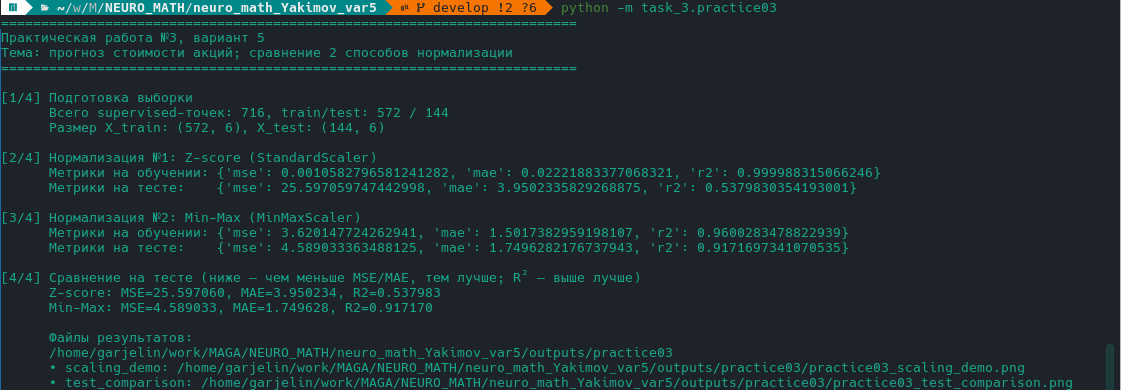 ~/w/M/NEURO_MATH/neuro_math_Yakimov_var5 develop !2 ?6 python -m task_3.practice03
================================================================================
Практическая работа №3, вариант 5
Тема: прогноз стоимости акций; сравнение 2 способов нормализации
================================================================================
[1/4] Подготовка выборки
Всего supervised-точек: 716, train/test: 572 / 144
Размер X_train: (572, 6), X_test: (144, 6)
[2/4] Нормализация №1: Z-score (StandardScaler)
Метрики на обучении: {'mse': 0.0010582796581241282, 'mae': 0.02221883377068321, 'r2': 0.999988315066246}
Метрики на тесте: {'mse': 25.597059747442998, 'mae': 3.9502335829268875, 'r2': 0.5379830354193001}
[3/4] Нормализация №2: Min-Max (MinMaxScaler)
Метрики на обучении: {'mse': 3.620147724262941, 'mae': 1.5017382959198107, 'r2': 0.9600283478822939}
Метрики на тесте: {'mse': 4.589033363488125, 'mae': 1.7496282176737943, 'r2': 0.9171697341070535}
[4/4] Сравнение на тесте (ниже — чем меньше MSE/MAE, тем лучше; R² — выше лучше)
Z-score: MSE=25.597060, MAE=3.950234, R2=0.537983
Min-Max: MSE=4.589033, MAE=1.749628, R2=0.917170
Файлы результатов:
/home/garjelin/work/MAGA/NEURO_MATH/neuro_math_Yakimov_var5/outputs/practice03
• scaling_demo: /home/garjelin/work/MAGA/NEURO_MATH/neuro_math_Yakimov_var5/outputs/practice03/practice03_scaling_demo.png
• test_comparison: /home/garjelin/work/MAGA/NEURO_MATH/neuro_math_Yakimov_var5/outputs/practice03/practice03_test_comparison.png